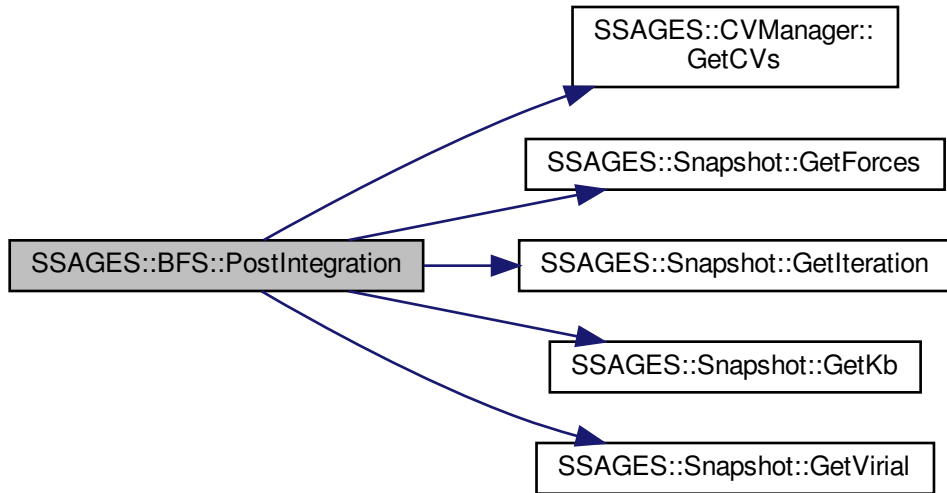 SSAGES::CVManager::
GetCVs
SSAGES::Snapshot::GetForces
SSAGES::BFS::PostIntegration
SSAGES::Snapshot::GetIteration
SSAGES::Snapshot::GetKb
SSAGES::Snapshot::GetVirial